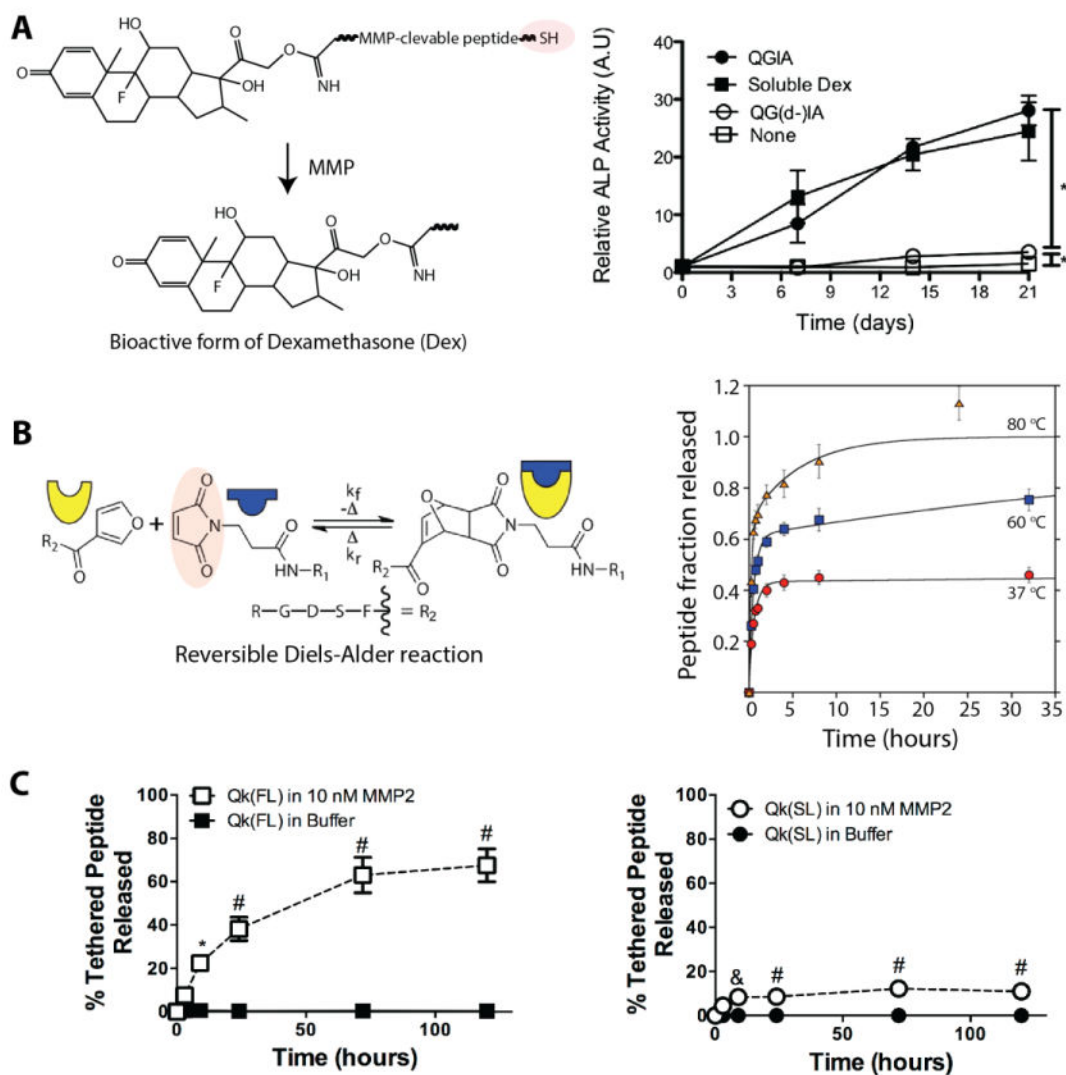 A
HO
O
O
F
OH
O
NH
MMP-clevable peptide
SH
MMP
HO
O
O
F
OH
O
NH
Bioactive form of Dexamethasone (Dex)
Relative ALP Activity (A.U)
40
30
20
10
0
QGIA
Soluble Dex
QG(d-)IA
None
*
*
0 3 6 9 12 15 18 21
Time (days)
B
O
R2
O
+
O
N
O
O
HN-R1
kf
-Δ
Δ
kr
O
O
N
O
R2
O
O
HN-R1
R-G-D-S-F
= R2
Reversible Diels-Alder reaction
Peptide fraction released
1.2
1.0
0.8
0.6
0.4
0.2
80 °C
60 °C
37 °C
0 5 10 15 20 25 30 35
Time (hours)
C
% Tethered Peptide
Released
100
80
60
40
20
0
Qk(FL) in 10 nM MMP2
Qk(FL) in Buffer
*
#
#
#
0 50 100
Time (hours)
% Tethered Peptide
Released
100
80
60
40
20
0
Qk(SL) in 10 nM MMP2
Qk(SL) in Buffer
&
#
#
#
0 50 100
Time (hours)